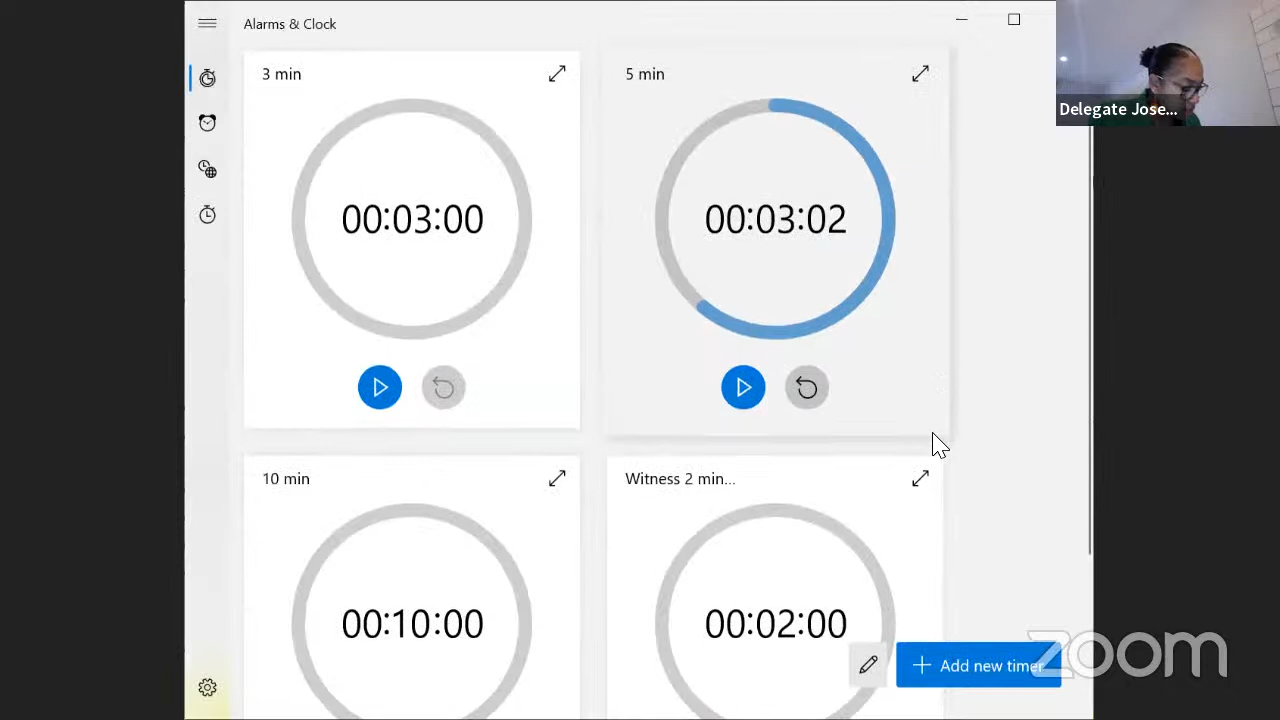 Alarms & Clock
Delegate Jose...
3 min
5 min
00:03:00
00:03:02
10 min
Witness 2 min...
00:10:00
00:02:00
Add new timer
zoom